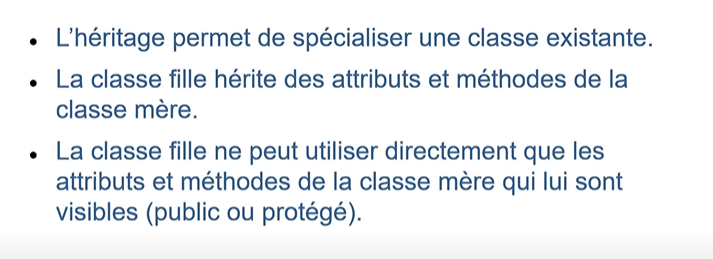 • L'héritage permet de spécialiser une classe existante.
• La classe fille hérite des attributs et méthodes de la
classe mère.
• La classe fille ne peut utiliser directement que les
attributs et méthodes de la classe mère qui lui sont
visibles (public ou protégé).